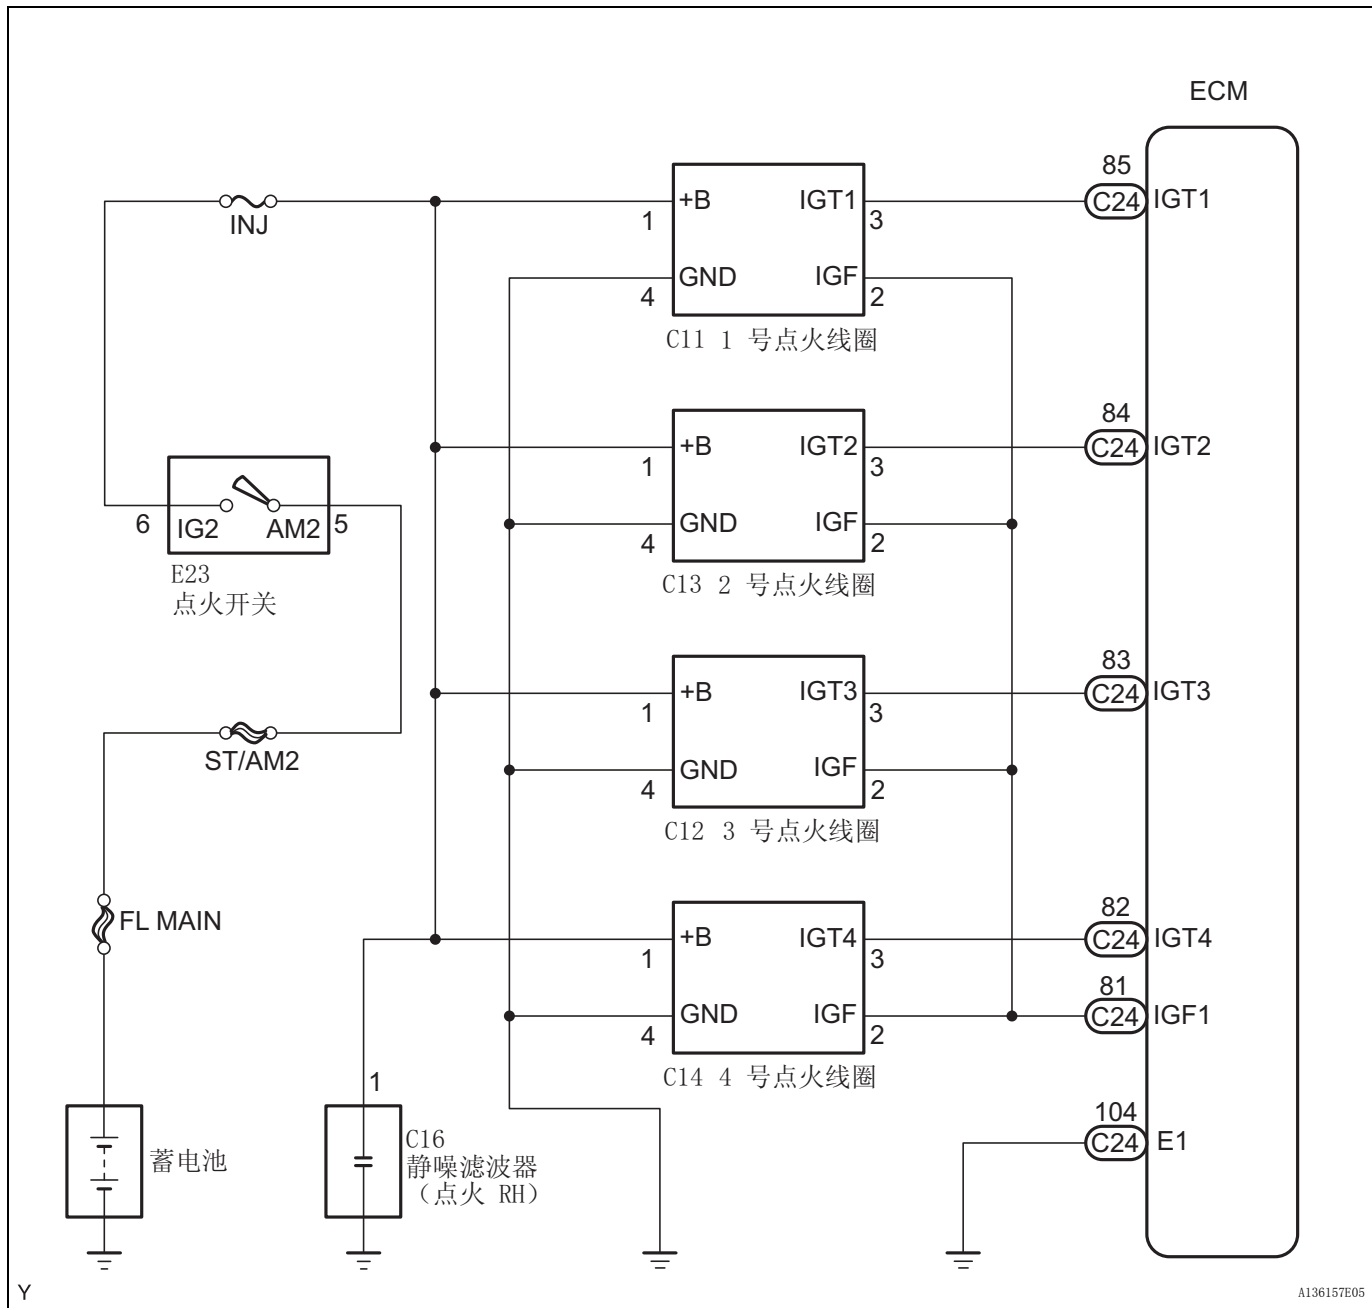 ECM
85
+B
IGT1
C24
IGT1
INJ
1
3
GND
IGF
4
2
C11 1 号点火线圈
84
+B
IGT2
C24
IGT2
1
3
6
IG2
AM2
5
GND
IGF
4
2
E23
点火开关
C13 2 号点火线圈
83
+B
IGT3
C24
IGT3
1
3
ST/AM2
GND
IGF
4
2
C12 3 号点火线圈
FL MAIN
82
+B
IGT4
C24
IGT4
1
3
81
GND
IGF
C24
IGF1
4
2
C14 4 号点火线圈
1
104
C24
E1
蓄电池
C16
静噪滤波器
（点火 RH）
Y
A136157E05